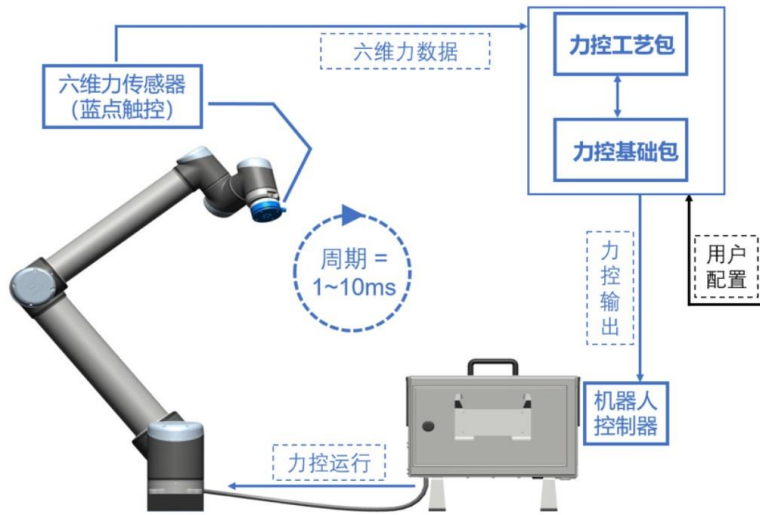 六维力数据
力控工艺包
六维力传感器
(蓝点触控)
力控基础包
周期 =
1~10ms
力
控
输
出
用户
配置
机器人
控制器
力控运行